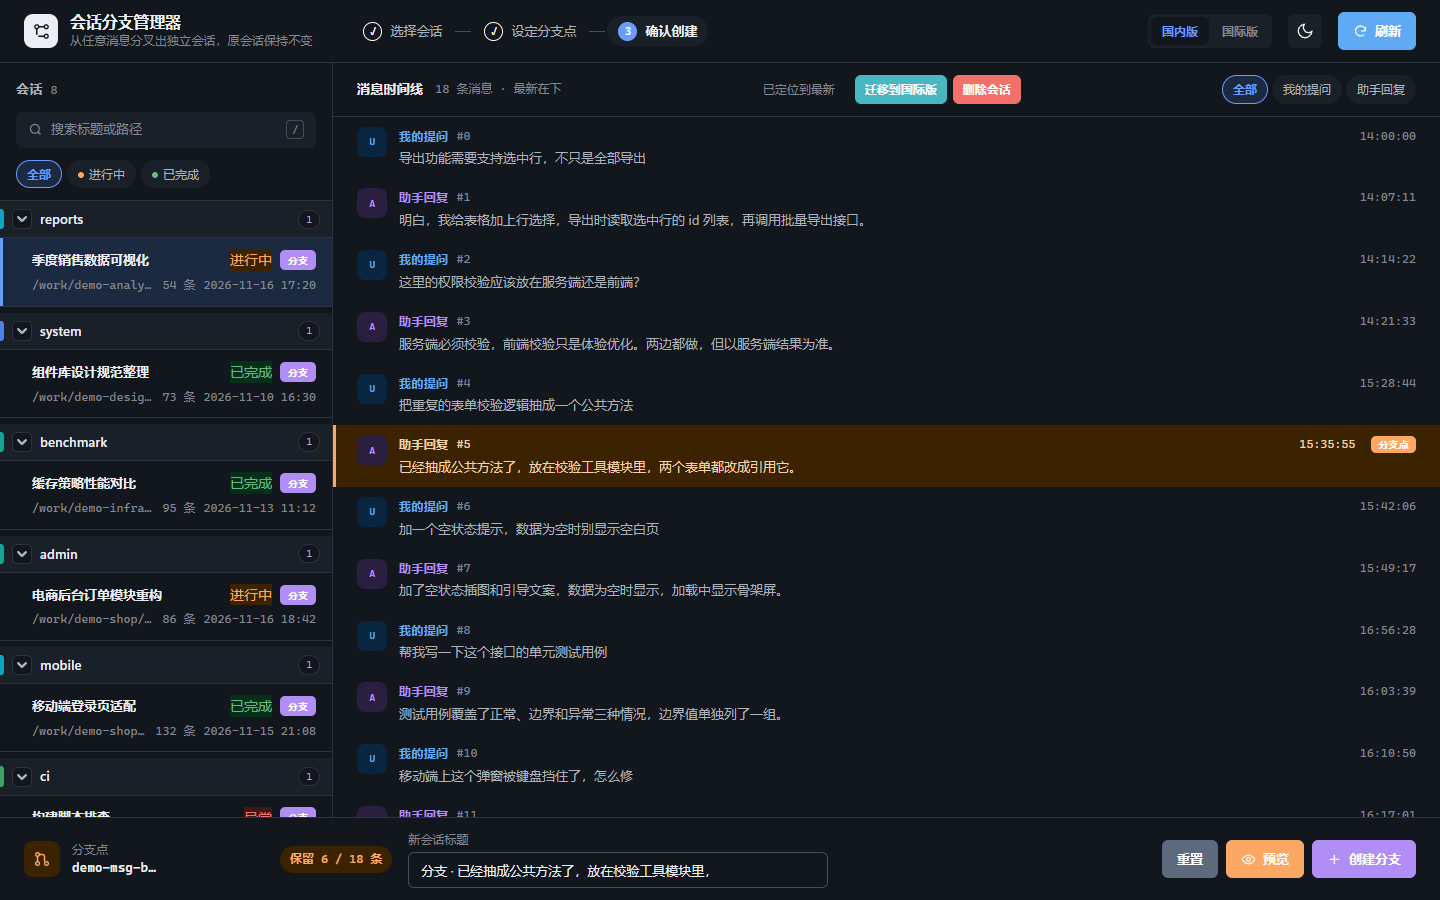 会话分支管理器
从任意消息分叉出独立会话，原会话保持不变
选择会话
设定分支点
3 确认创建
国内版 国际版
刷新
会话 8
搜索标题或路径 /
全部 进行中 已完成
reports 1
季度销售数据可视化 进行中 分支
/work/demo-analy… 54 条 2026-11-16 17:20
system 1
组件库设计规范整理 已完成 分支
/work/demo-desig… 73 条 2026-11-10 16:30
benchmark 1
缓存策略性能对比 已完成 分支
/work/demo-infra… 95 条 2026-11-13 11:12
admin 1
电商后台订单模块重构 进行中 分支
/work/demo-shop/… 86 条 2026-11-16 18:42
mobile 1
移动端登录页适配 已完成 分支
/work/demo-shop… 132 条 2026-11-15 21:08
ci 1
构建脚本排查 异常 分支
消息时间线 18 条消息 · 最新在下
已定位到最新 迁移到国际版 删除会话
全部 我的提问 助手回复
U 我的提问 #0 14:00:00
导出功能需要支持选中行，不只是全部导出
A 助手回复 #1 14:07:11
明白，我给表格加上行选择，导出时读取选中行的 id 列表，再调用批量导出接口。
U 我的提问 #2 14:14:22
这里的权限校验应该放在服务端还是前端？
A 助手回复 #3 14:21:33
服务端必须校验，前端校验只是体验优化。两边都做，但以服务端结果为准。
U 我的提问 #4 15:28:44
把重复的表单校验逻辑抽成一个公共方法
A 助手回复 #5 15:35:55 分支点
已经抽成公共方法了，放在校验工具模块里，两个表单都改成引用它。
U 我的提问 #6 15:42:06
加一个空状态提示，数据为空时别显示空白页
A 助手回复 #7 15:49:17
加了空状态插图和引导文案，数据为空时显示，加载中显示骨架屏。
U 我的提问 #8 16:56:28
帮我写一下这个接口的单元测试用例
A 助手回复 #9 16:03:39
测试用例覆盖了正常、边界和异常三种情况，边界值单独列了一组。
U 我的提问 #10 16:10:50
移动端上这个弹窗被键盘挡住了，怎么修
助手回复 #11 16:17:01
分支点
demo-msg-b…
保留 6 / 18 条
新会话标题
分支 · 已经抽成公共方法了，放在校验工具模块里，
重置 预览 创建分支